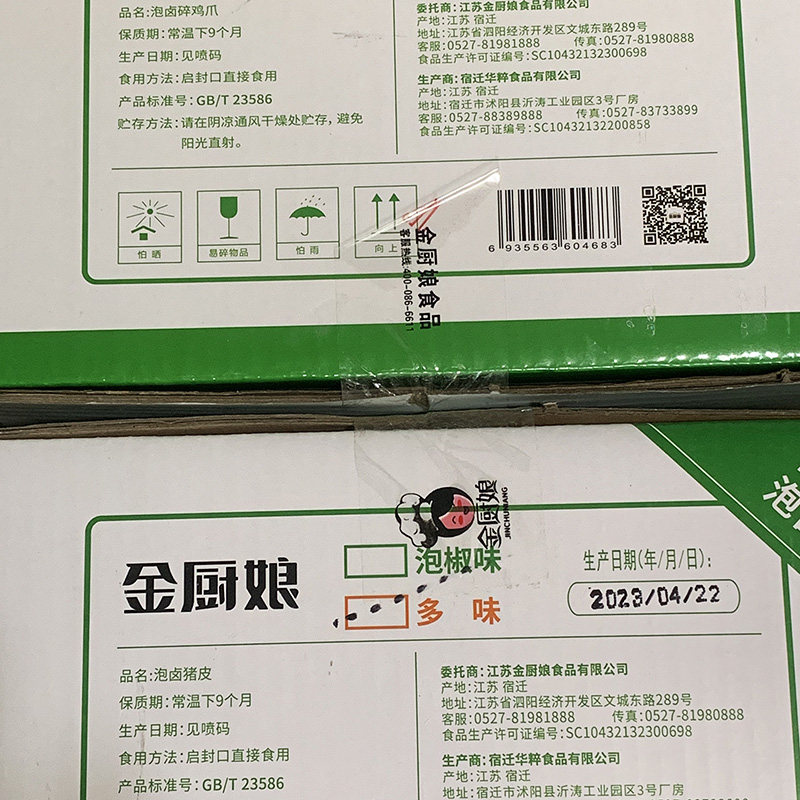 品名:泡卤碎鸡爪
保质期:常温下9个月
生产日期:见喷码
食用方法:启封口直接食用
产品标准号:GB/T 23586
贮存方法:请在阴凉通风干燥处贮存,避免
阳光直射。
委托商:江苏金厨娘食品有限公司
产地:江苏 宿迁
地址:江苏省泗阳经济开发区文城东路289号
客服:0527-81981888 传真:0527-81980888
食品生产许可证编号:SC10432132300698
生产商:宿迁华粹食品有限公司
产地:江苏 宿迁
地址:宿迁市沭阳县沂涛工业园区3号厂房
客服:0527-88389888 传真:0527-83733899
食品生产许可证编号:SC10432132200858
怕晒
易碎物品
怕雨
向上
6 935563 604683
金厨娘食品
客服热线:400-086-6611
金厨娘
JINCHUNIANG
金厨娘
泡椒味
多 味
生产日期(年/月/日):
2023/04/22
泡
品名:泡卤猪皮
保质期:常温下9个月
生产日期:见喷码
食用方法:启封口直接食用
产品标准号:GB/T 23586
委托商:江苏金厨娘食品有限公司
产地:江苏 宿迁
地址:江苏省泗阳经济开发区文城东路289号
客服:0527-81981888 传真:0527-81980888
食品生产许可证编号:SC10432132300698
生产商:宿迁华粹食品有限公司
产地:江苏 宿迁
地址:宿迁市沭阳县沂涛工业园区3号厂房